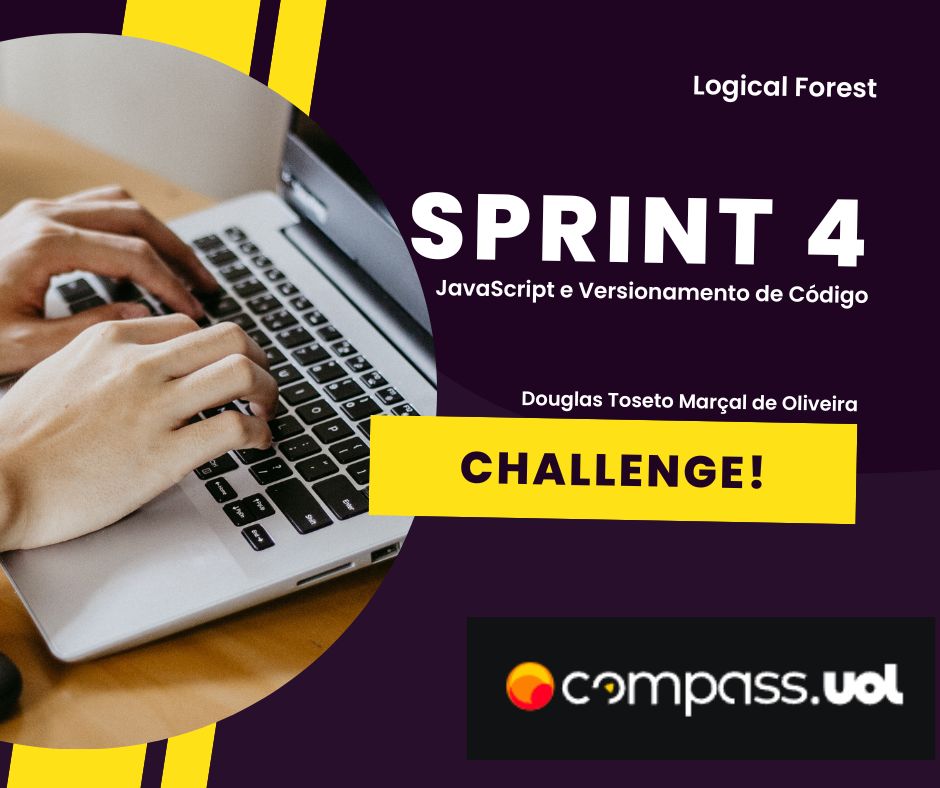 Logical Forest
SPRINT 4
JavaScript e Versionamento de Código
Douglas Toseto Marçal de Oliveira
CHALLENGE!
compass.uol